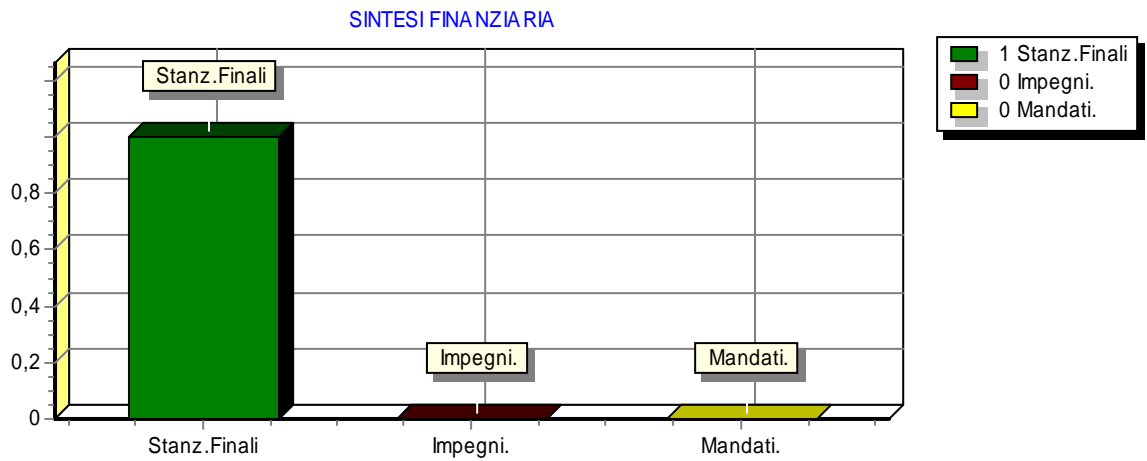 SINTESI FINANZIARIA
Stanz.Finali
1 Stanz.Finali
0 Impegni.
0 Mandati.
0,8
0,6
0,4
0,2
0
Impegni.
Mandati.
Stanz.Finali
Impegni.
Mandati.